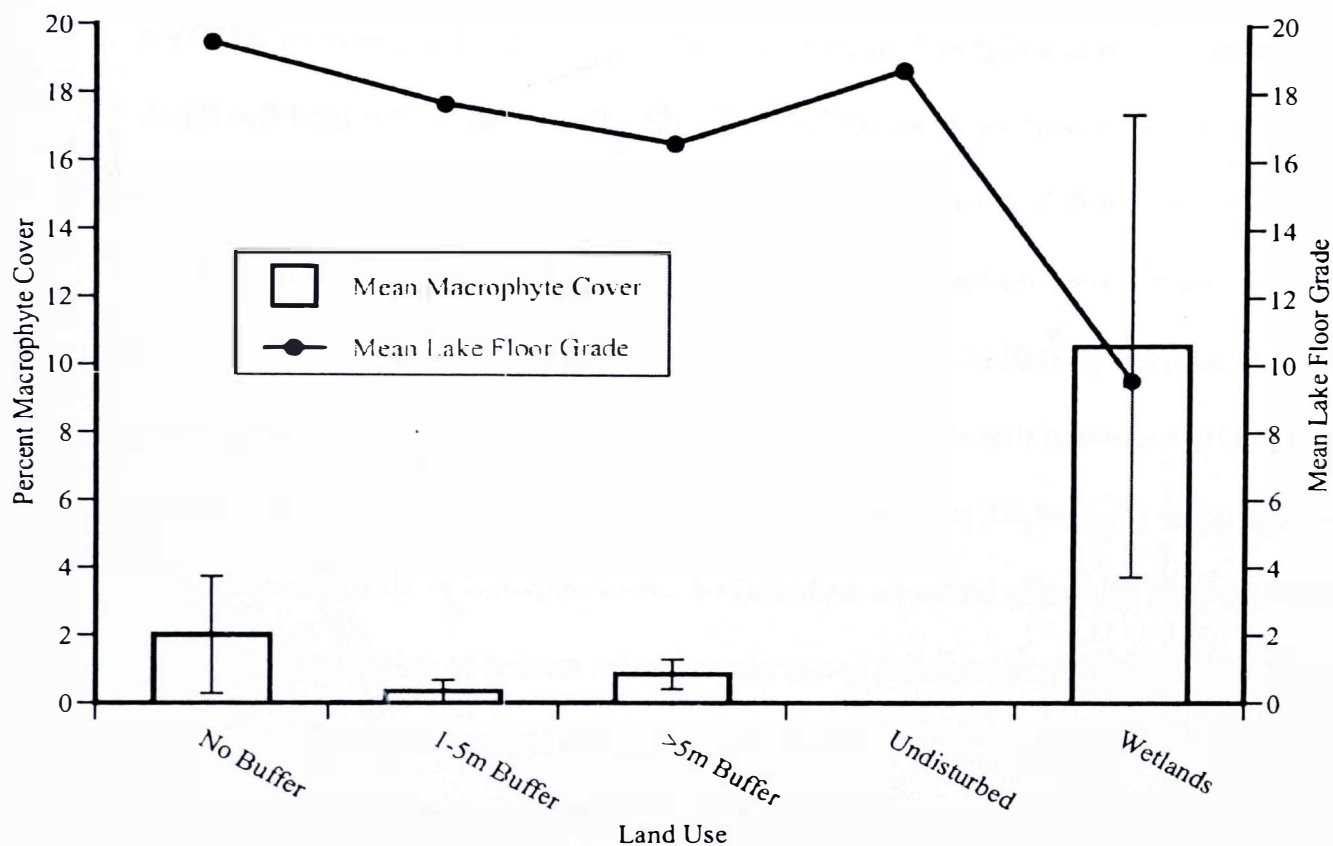 20
18
16
14
12
10
8
6
4
2
0
Percent Macrophyte Cover
Mean Macrophyte Cover
Mean Lake Floor Grade
20
18
16
14
12
10
8
6
4
2
0
Mean Lake Floor Grade
No Buffer
1-5m Buffer
>5m Buffer
Undisturbed
Wetlands
Land Use